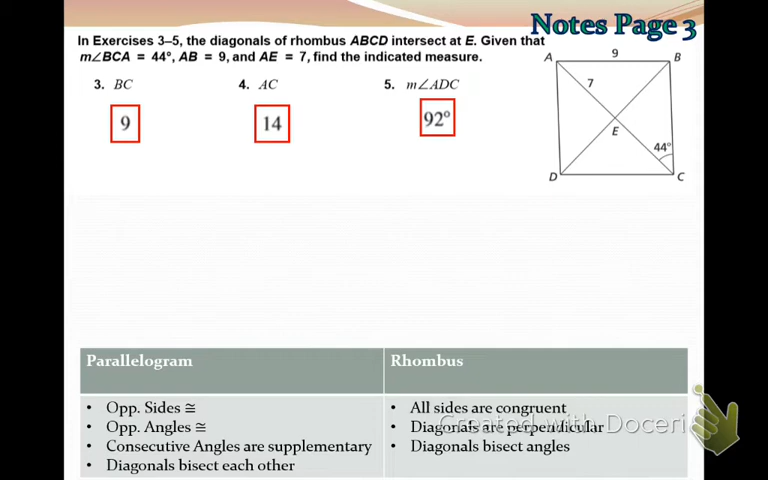 Notes Page 3
In Exercises 3–5, the diagonals of rhombus ABCD intersect at E. Given that
m∠BCA = 44°, AB = 9, and AE = 7, find the indicated measure.
3. BC 4. AC 5. m∠ADC
9 14 92°
A 9 B
7
E
44°
D C
Parallelogram Rhombus
• Opp. Sides ≅
• Opp. Angles ≅
• Consecutive Angles are supplementary
• Diagonals bisect each other
• All sides are congruent
• Diagonals are perpendicular
• Diagonals bisect angles
Created with Doceri